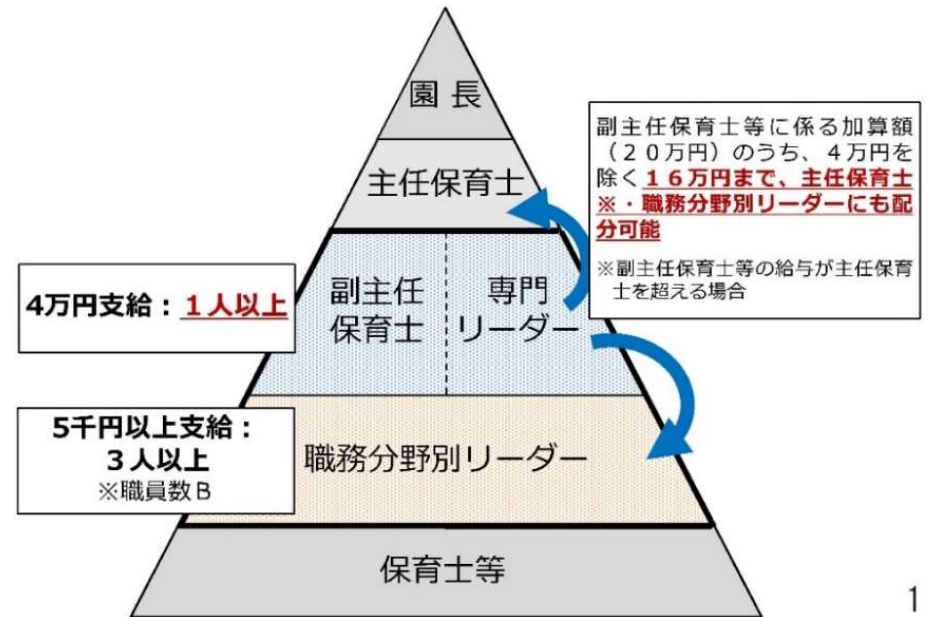 園 長
主任保育士
副主任保育士等に係る加算額
（２０万円）のうち、４万円を
除く１６万円まで、主任保育士
※・職務分野別リーダーにも配
分可能
※副主任保育士等の給与が主任保育
士を超える場合
4万円支給：１人以上
副主任
保育士
専門
リーダー
5千円以上支給：
３人以上
※職員数Ｂ
職務分野別リーダー
保育士等
1